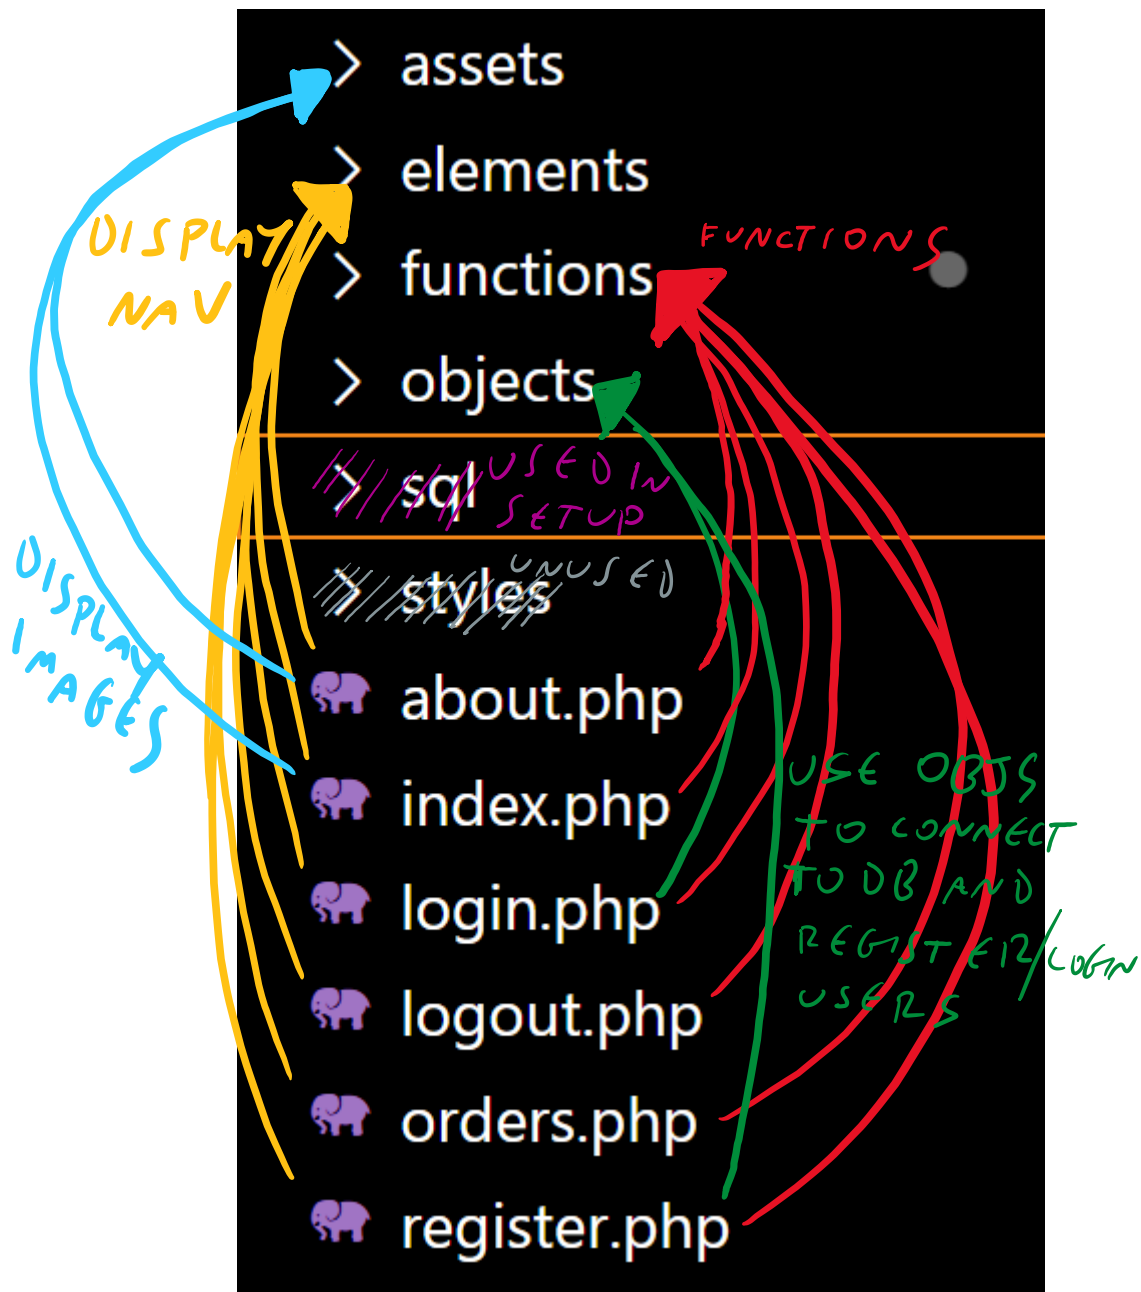 assets
elements
DISPLAY
NAV
functions
FUNCTIONS
objects
sql
USED IN
SETUP
styles
UNUSED
DISPLAY
IMAGES
about.php
index.php
login.php
logout.php
orders.php
register.php
USE OBJS
TO CONNECT
TO DB AND
REGISTER/LOGIN
USERS